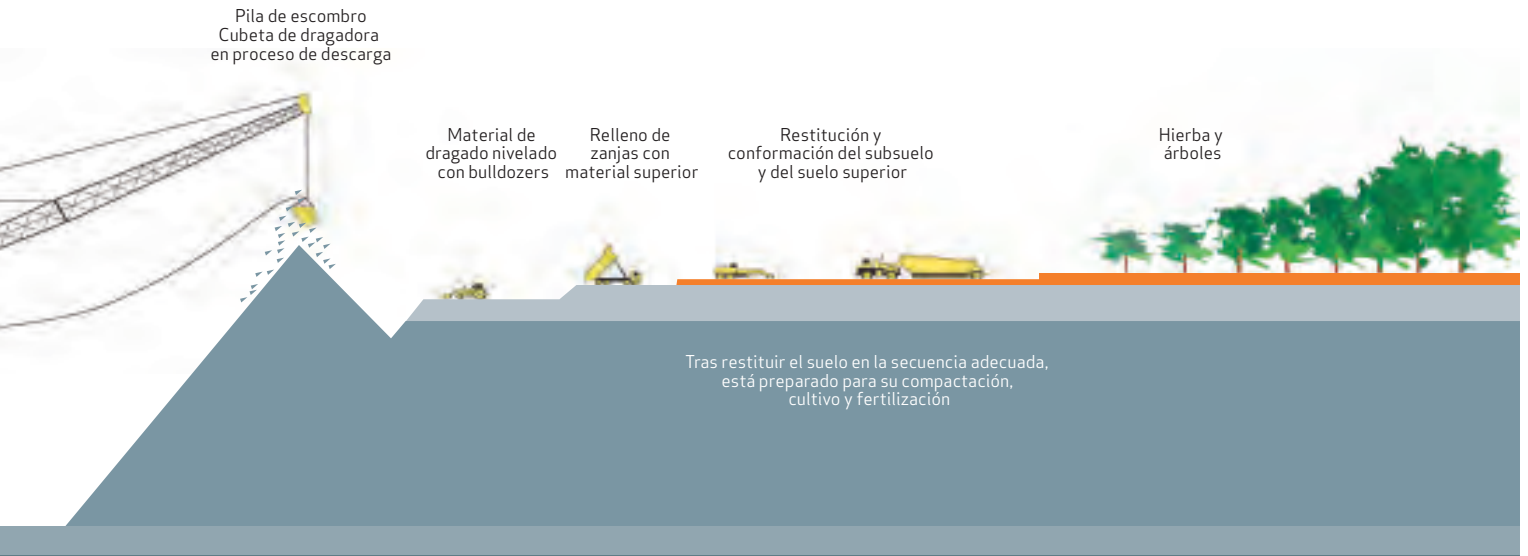 Pila de escombro
Cubeta de dragadora
en proceso de descarga
Material de
dragado nivelado
con bulldozers
Relleno de
zanjas con
material superior
Restitución y
conformación del subsuelo
y del suelo superior
Hierba y
árboles
Tras restituir el suelo en la secuencia adecuada,
está preparado para su compactación,
cultivo y fertilización